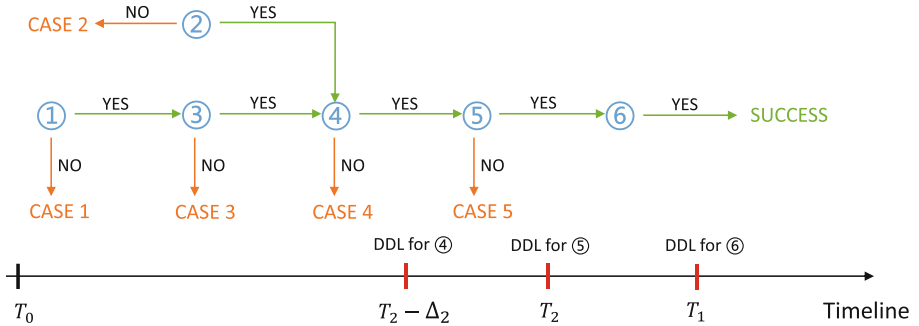 NO YES
CASE 2 ②
YES YES YES YES YES
① ③ ④ ⑤ ⑥ SUCCESS
NO NO NO NO
CASE 1 CASE 3 CASE 4 CASE 5
DDL for ④ DDL for ⑤ DDL for ⑥
T₀ T₂ − Δ₂ T₂ T₁ Timeline